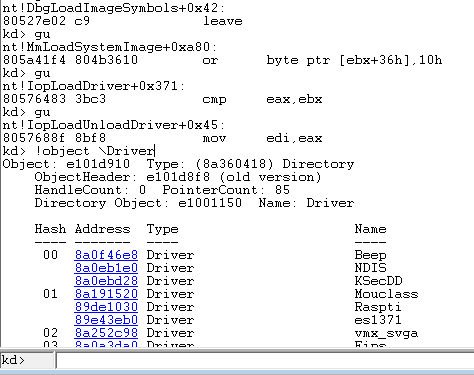 nt!DbgLoadImageSymbols+0x42:
80527e02 c9 leave
kd> gu
nt!MmLoadSystemImage+0xa80:
805a41f4 804b3610 or byte ptr [ebx+36h],10h
kd> gu
nt!IopLoadDriver+0x371:
80576483 3bc3 cmp eax,ebx
kd> gu
nt!IopLoadUnloadDriver+0x45:
8057688f 8bf8 mov edi,eax
kd> !object \Driver
Object: e101d910 Type: (8a360418) Directory
ObjectHeader: e101d8f8 (old version)
HandleCount: 0 PointerCount: 85
Directory Object: e1001150 Name: Driver
Hash Address Type Name
---- ------- ---- ----
00 8a0f46e8 Driver Beep
8a0eb1e0 Driver NDIS
8a0ebd28 Driver KSecDD
01 8a191520 Driver Mouclass
89de1030 Driver Raspti
89e43eb0 Driver es1371
02 8a252c98 Driver vmx_svga
03 8a0a3da0 Driver Fips
kd>